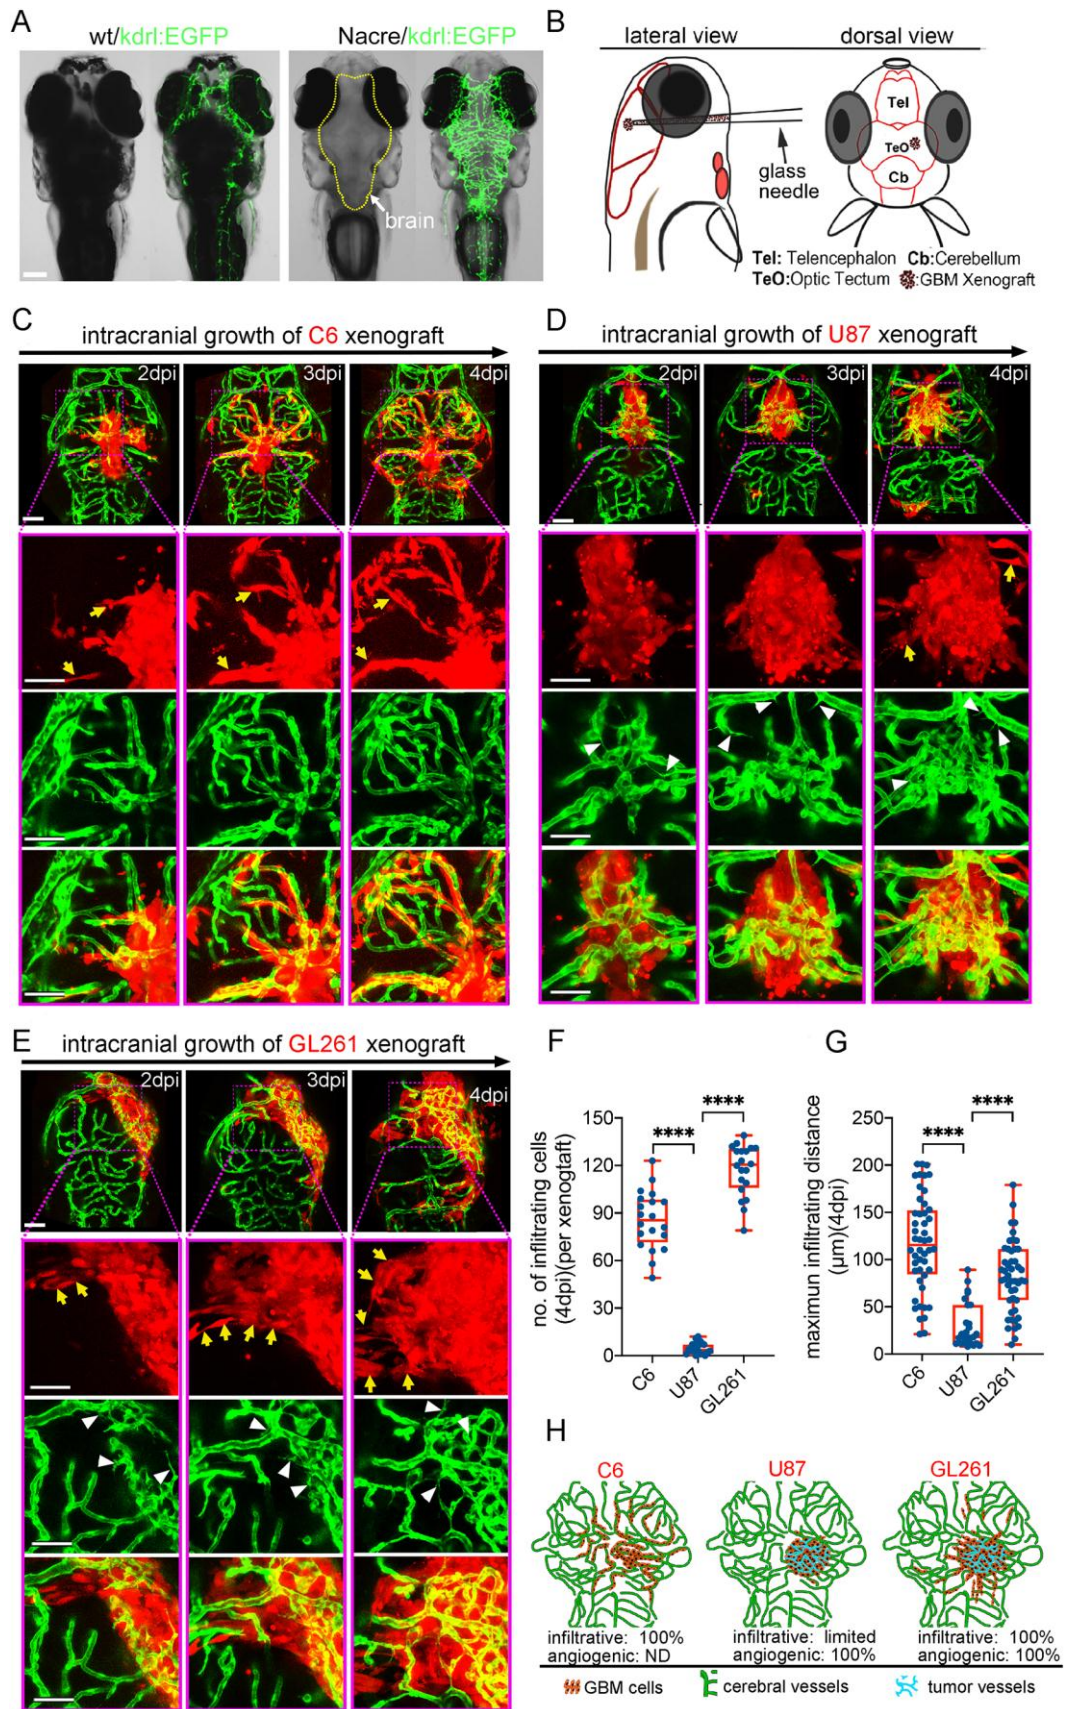 A
wt/kdrl:EGFP
Nacre/kdrl:EGFP
brain
B
lateral view
dorsal view
glass
needle
Tel
TeO
Cb
Tel: Telencephalon Cb:Cerebellum
TeO:Optic Tectum :GBM Xenograft
C
intracranial growth of C6 xenograft
2dpi
3dpi
4dpi
D
intracranial growth of U87 xenograft
2dpi
3dpi
4dpi
E
intracranial growth of GL261 xenograft
2dpi
3dpi
4dpi
F
no. of infiltrating cells
(4dpi)(per xenogtaft)
150
120
90
60
30
0
****
****
C6
U87
GL261
G
maximun infiltrating distance
(μm)(4dpi)
250
200
150
100
50
0
****
****
C6
U87
GL261
H
C6
U87
GL261
infiltrative: 100%
angiogenic: ND
infiltrative: limited
angiogenic: 100%
infiltrative: 100%
angiogenic: 100%
GBM cells
cerebral vessels
tumor vessels